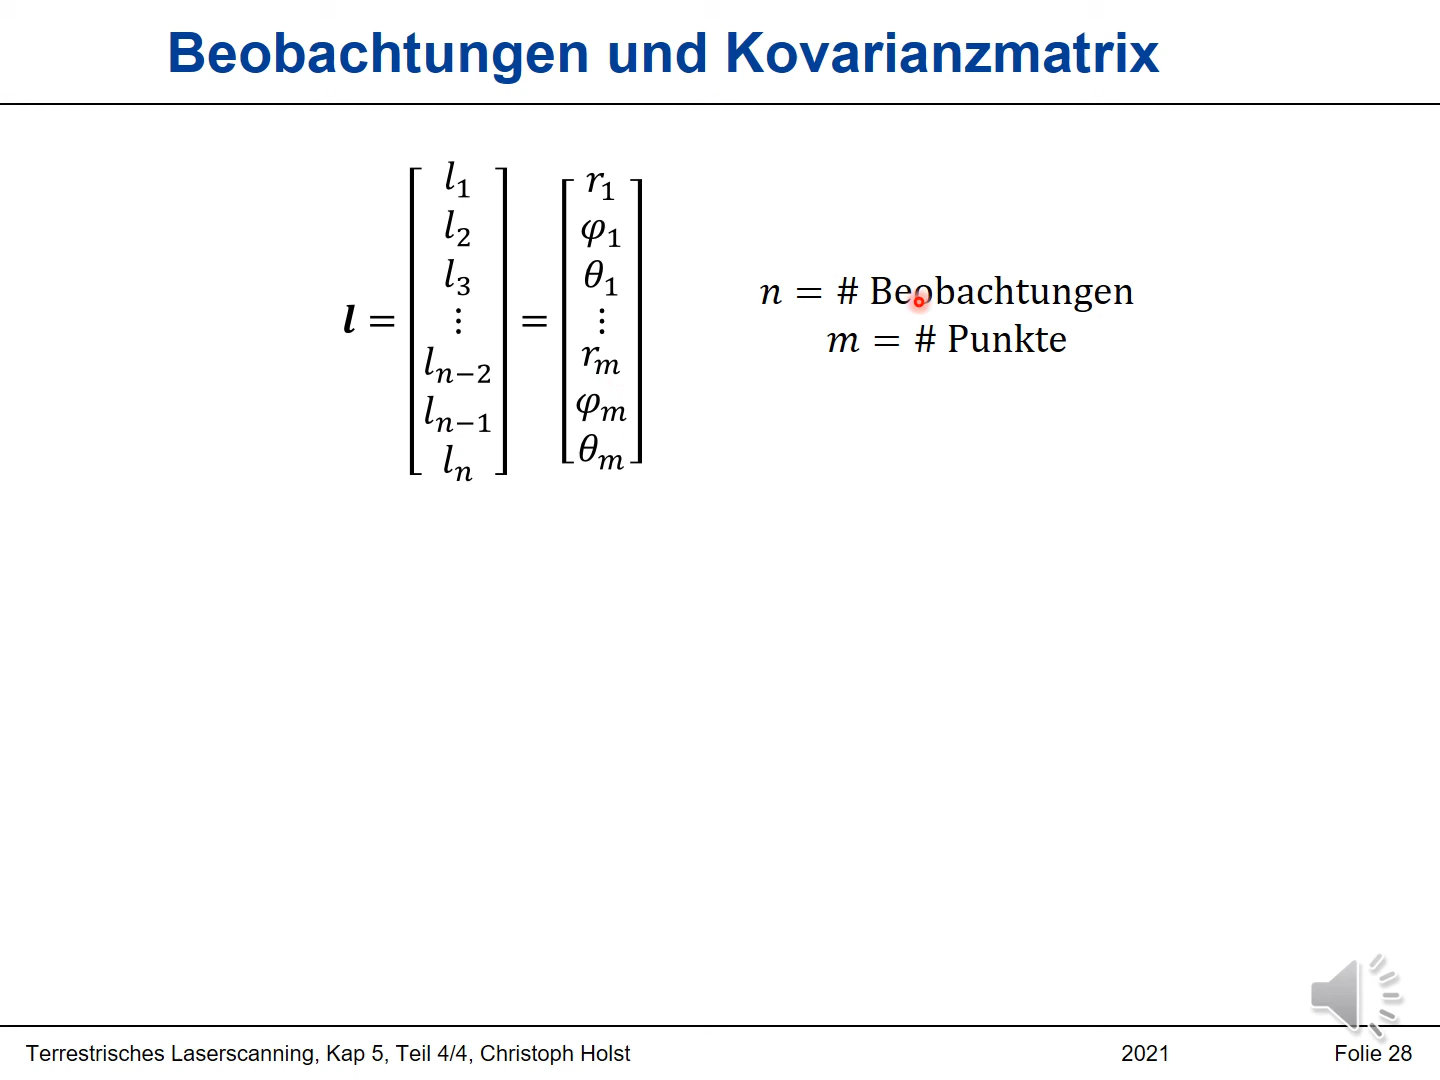 Beobachtungen und Kovarianzmatrix
l = [l₁ l₂ l₃ ⋮ lₙ₋₂ lₙ₋₁ lₙ] = [r₁ φ₁ θ₁ ⋮ rₘ φₘ θₘ]
n = # Beobachtungen
m = # Punkte
Terrestrisches Laserscanning, Kap 5, Teil 4/4, Christoph Holst 2021 Folie 28